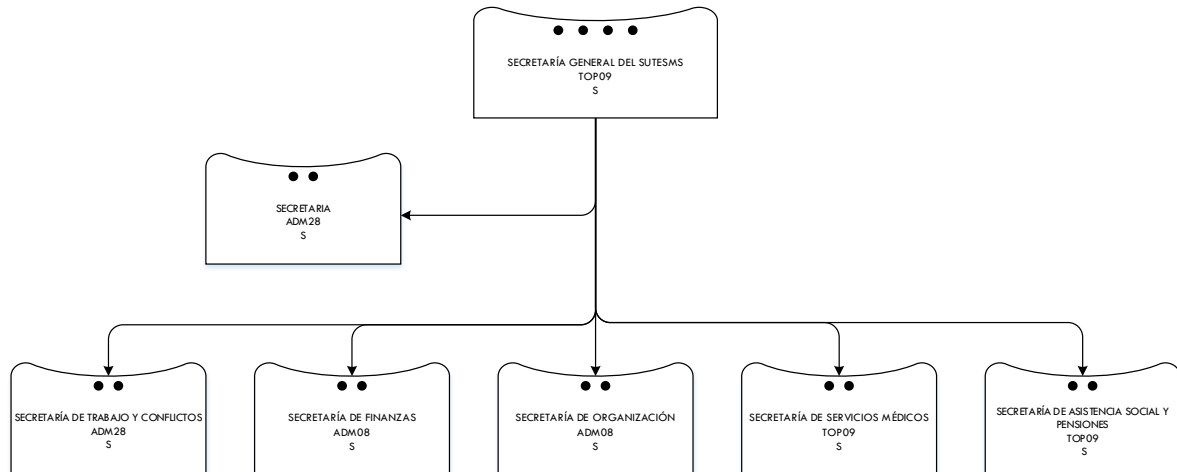 SECRETARÍA GENERAL DEL SUTESMS
TOP09
S
SECRETARIA
ADM28
S
SECRETARÍA DE TRABAJO Y CONFLICTOS
ADM28
S
SECRETARÍA DE FINANZAS
ADM08
S
SECRETARÍA DE ORGANIZACIÓN
ADM08
S
SECRETARÍA DE SERVICIOS MÉDICOS
TOP09
S
SECRETARÍA DE ASISTENCIA SOCIAL Y
PENSIONES
TOP09
S